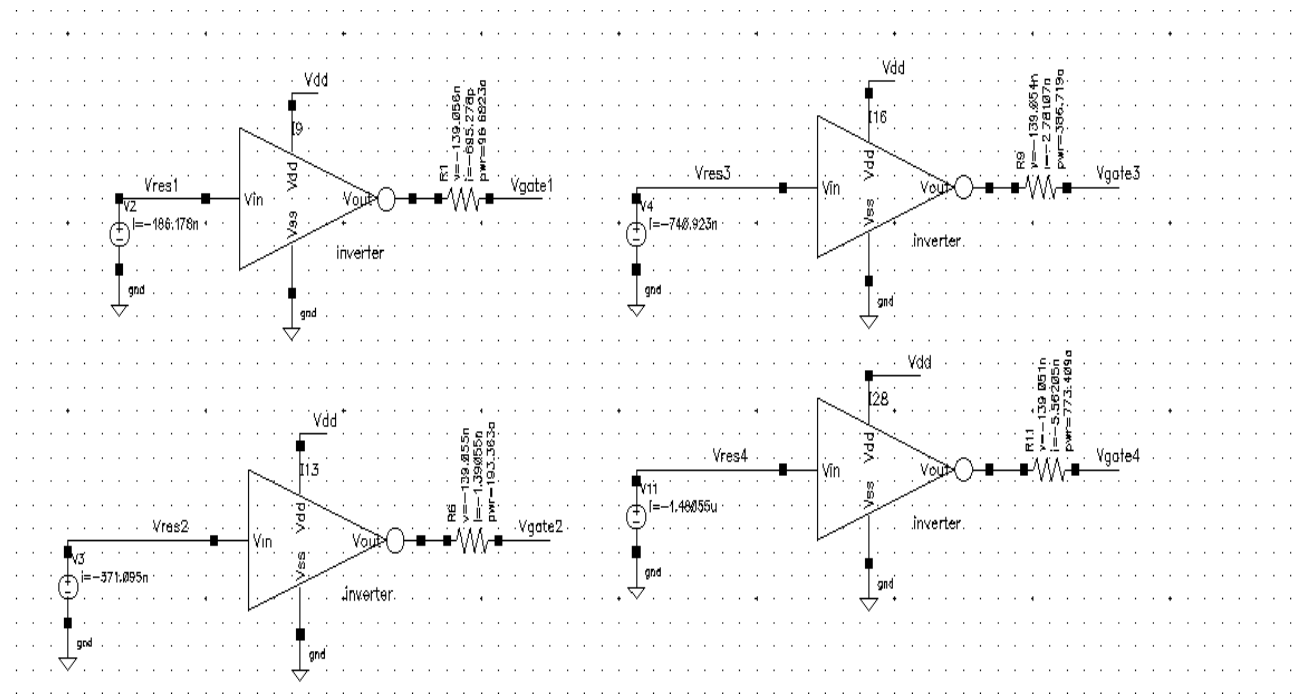 Vdd
I9
R1
v=-139.056n
i=-695.278p
pwr=96.6823a
Vres1
Vin
Vdd
Vss
Vout
Vgate1
V2
i=-186.178n
inverter
gnd
gnd
Vdd
I16
R9
v=-139.054n
i=-2.78107n
pwr=386.719a
Vres3
Vin
Vdd
Vss
Vout
Vgate3
V4
i=-740.923n
inverter
gnd
gnd
Vdd
I13
R6
v=-139.055n
i=-1.39055n
pwr=193.363a
Vres2
Vin
Vdd
Vss
Vout
Vgate2
V3
i=-371.095n
inverter
gnd
gnd
Vdd
I28
R11
v=-139.051n
i=-5.56205n
pwr=773.409a
Vres4
Vin
Vdd
Vss
Vout
Vgate4
V11
i=-1.48055u
inverter
gnd
gnd